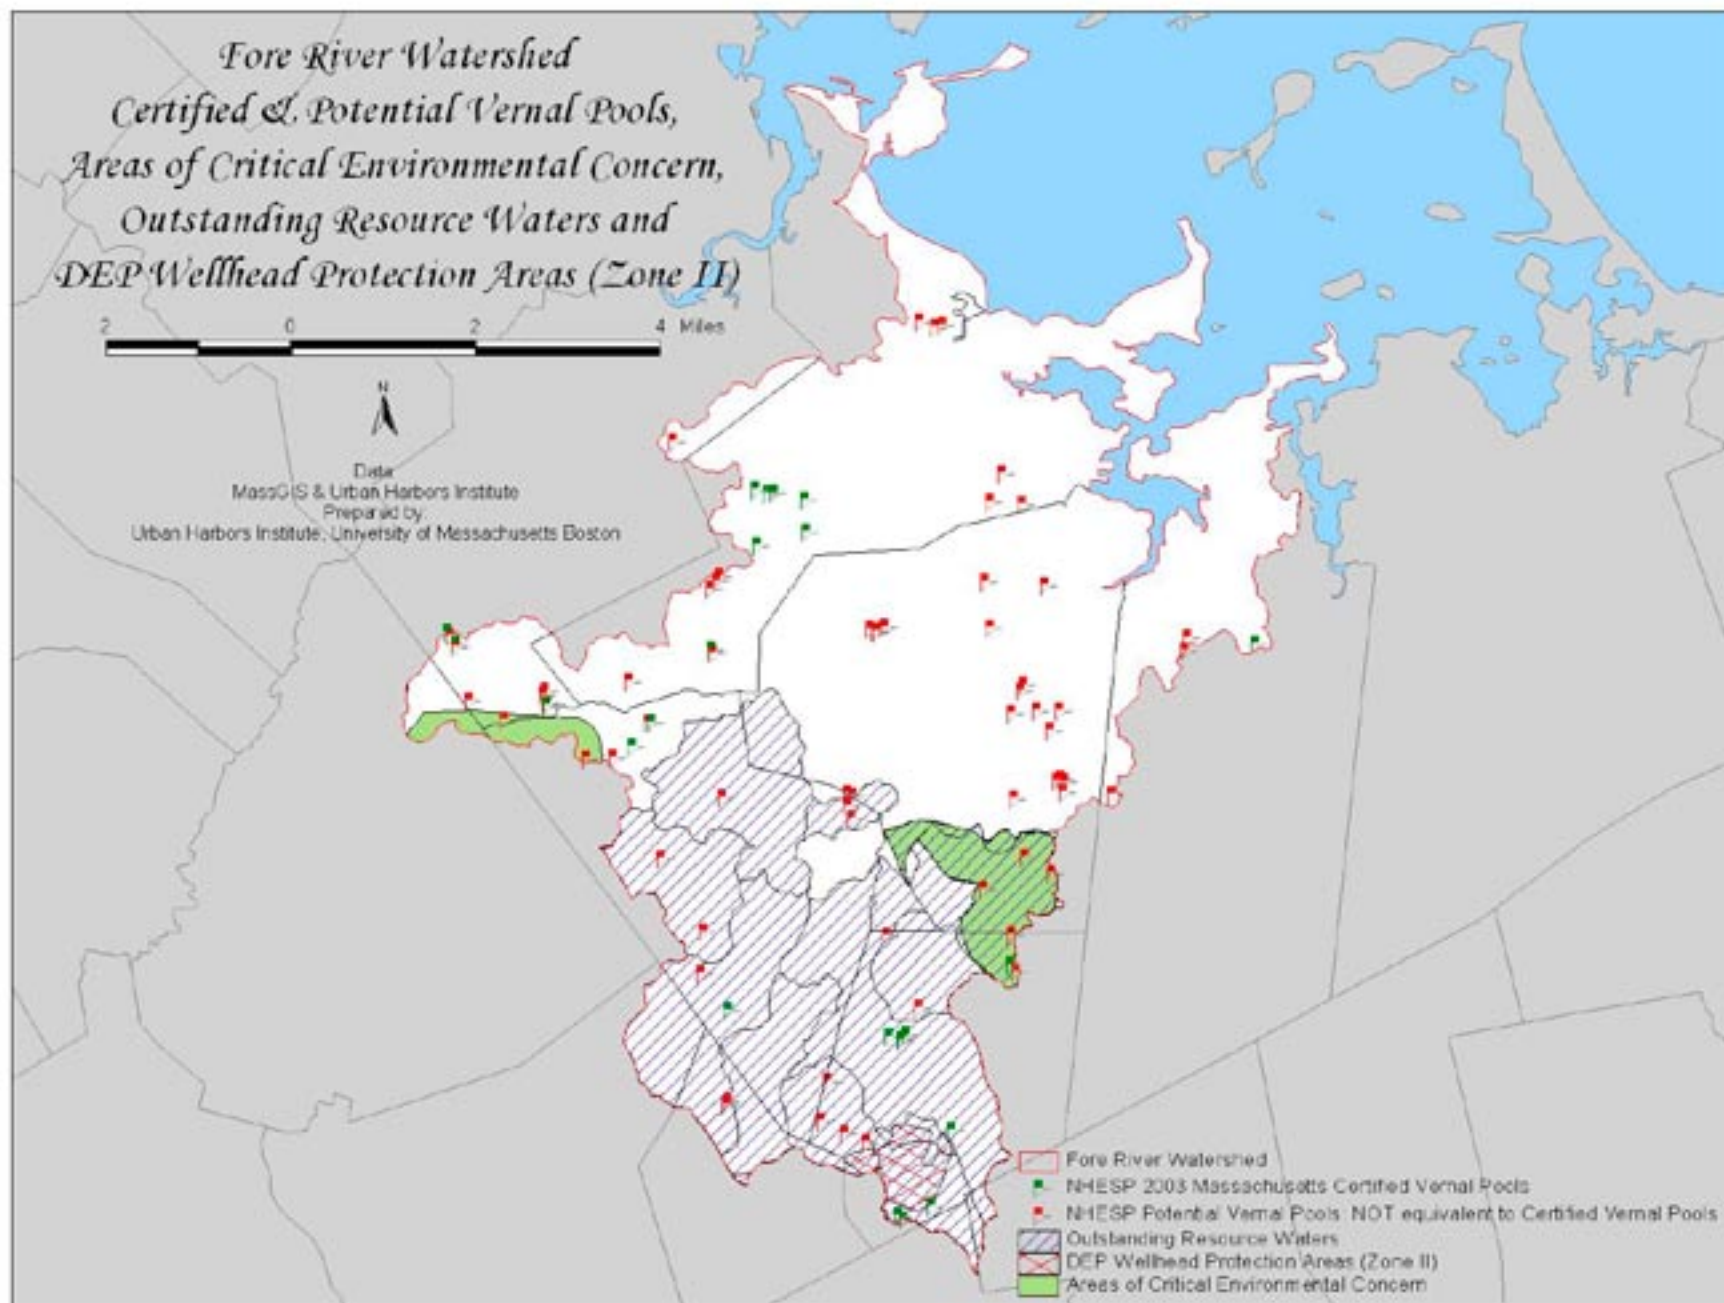 Fore River Watershed
Certified & Potential Vernal Pools,
Areas of Critical Environmental Concern,
Outstanding Resource Waters and
DEP Wellhead Protection Areas (Zone II)
2 0 2 4 Miles
N
Data
MassGIS & Urban Harbors Institute
Prepared by:
Urban Harbors Institute, University of Massachusetts Boston
Fore River Watershed
NHESP 2003 Massachusetts Certified Vernal Pools
NHESP Potential Vernal Pools NOT equivalent to Certified Vernal Pools
Outstanding Resource Waters
DEP Wellhead Protection Areas (Zone II)
Areas of Critical Environmental Concern